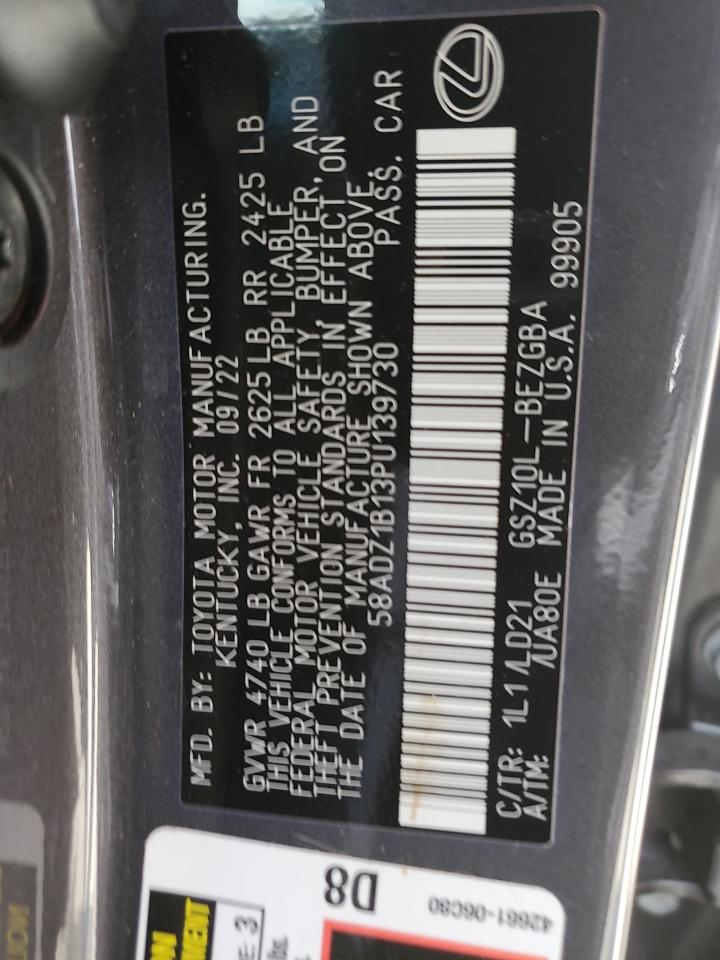 MFD. BY: TOYOTA MOTOR MANUFACTURING.
KENTUCKY, INC. 09/22
GVWR 4740 LB GAWR FR 2625 LB RR 2425 LB
THIS VEHICLE CONFORMS TO ALL APPLICABLE
FEDERAL MOTOR VEHICLE SAFETY, BUMPER, AND
THEFT PREVENTION STANDARDS IN EFFECT ON
THE DATE OF MANUFACTURE SHOWN ABOVE.
58ADZ1B13PU139730 PASS. CAR
C/TR: 1L1 /LD21 GSZ10L-BEZGBA
A/TM: /UA80E MADE IN U.S.A. 99905
D8
42661-06C80
3
lbs.